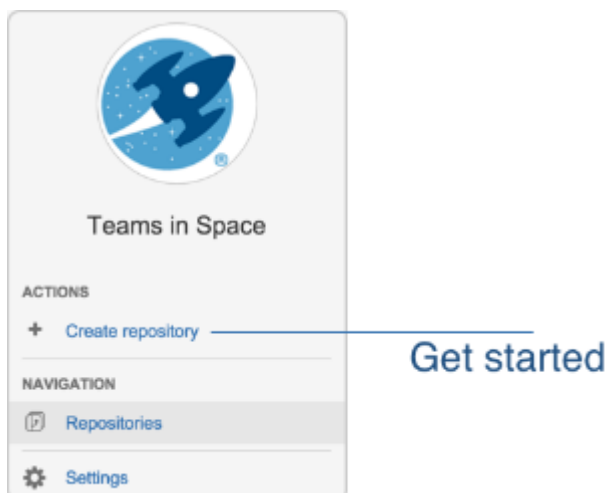 Teams in Space
ACTIONS
+ Create repository
Get started
NAVIGATION
Repositories
Settings